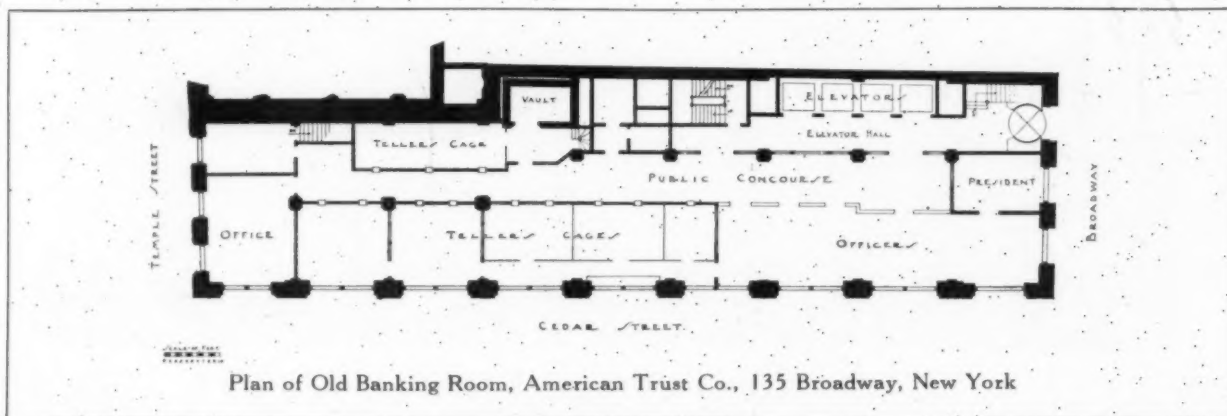 ELEVATORS
VAULT
ELEVATOR HALL
TELLERS CAGE
PUBLIC CONCOURSE
PRESIDENT
TEMPLE STREET
BROADWAY
OFFICE
TELLERS CAGES
OFFICERS
CEDAR STREET.
Plan of Old Banking Room, American Trust Co., 135 Broadway, New York